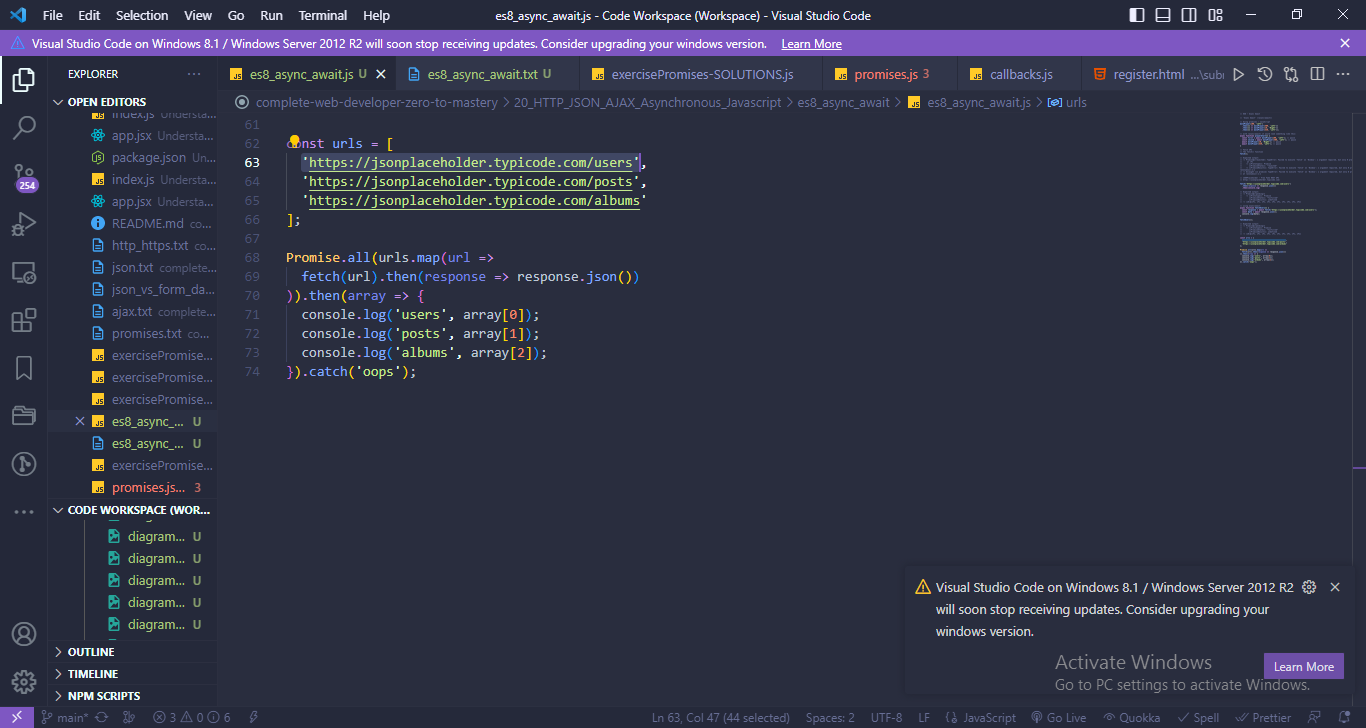 File Edit Selection View Go Run Terminal Help es8_async_await.js - Code Workspace (Workspace) - Visual Studio Code
Visual Studio Code on Windows 8.1 / Windows Server 2012 R2 will soon stop receiving updates. Consider upgrading your windows version. Learn More
EXPLORER
es8_async_await.js U es8_async_await.txt U exercisePromises-SOLUTIONS.js promises.js 3 callbacks.js register.html ...\sub
complete-web-developer-zero-to-mastery > 20_HTTP_JSON_AJAX_Asynchronous_Javascript > es8_async_await > es8_async_await.js > urls
OPEN EDITORS
index.js Understa...
app.jsx Understa...
package.json Un...
index.js Understa...
app.jsx Understa...
README.md co...
http_https.txt co...
json.txt complete...
json_vs_form_da...
ajax.txt complete...
promises.txt co...
exercisePromise...
exercisePromise...
exercisePromise...
es8_async_... U
es8_async_... U
exercisePromise...
promises.js... 3
CODE WORKSPACE (WOR...
diagram... U
diagram... U
diagram... U
diagram... U
diagram... U
OUTLINE
TIMELINE
NPM SCRIPTS
254
61
62 const urls = [
63 'https://jsonplaceholder.typicode.com/users',
64 'https://jsonplaceholder.typicode.com/posts',
65 'https://jsonplaceholder.typicode.com/albums'
66 ];
67
68 Promise.all(urls.map(url =>
69 fetch(url).then(response => response.json())
70 )).then(array => {
71 console.log('users', array[0]);
72 console.log('posts', array[1]);
73 console.log('albums', array[2]);
74 }).catch('oops');
Visual Studio Code on Windows 8.1 / Windows Server 2012 R2
will soon stop receiving updates. Consider upgrading your
windows version.
Learn More
Activate Windows
Go to PC settings to activate Windows.
main* 3 0 6 Ln 63, Col 47 (44 selected) Spaces: 2 UTF-8 LF {} JavaScript Go Live Quokka Spell Prettier